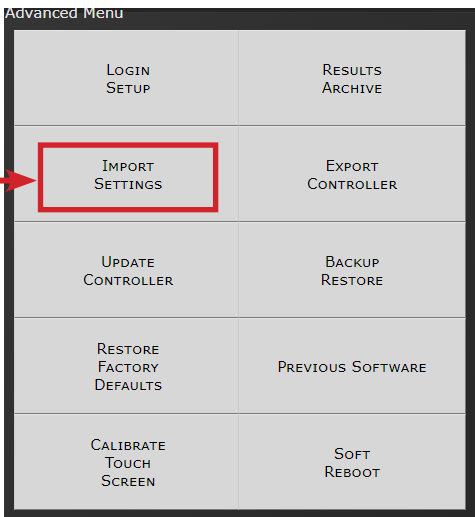 Advanced Menu
LOGIN
SETUP
RESULTS
ARCHIVE
IMPORT
SETTINGS
EXPORT
CONTROLLER
UPDATE
CONTROLLER
BACKUP
RESTORE
RESTORE
FACTORY
DEFAULTS
PREVIOUS SOFTWARE
CALIBRATE
TOUCH
SCREEN
SOFT
REBOOT